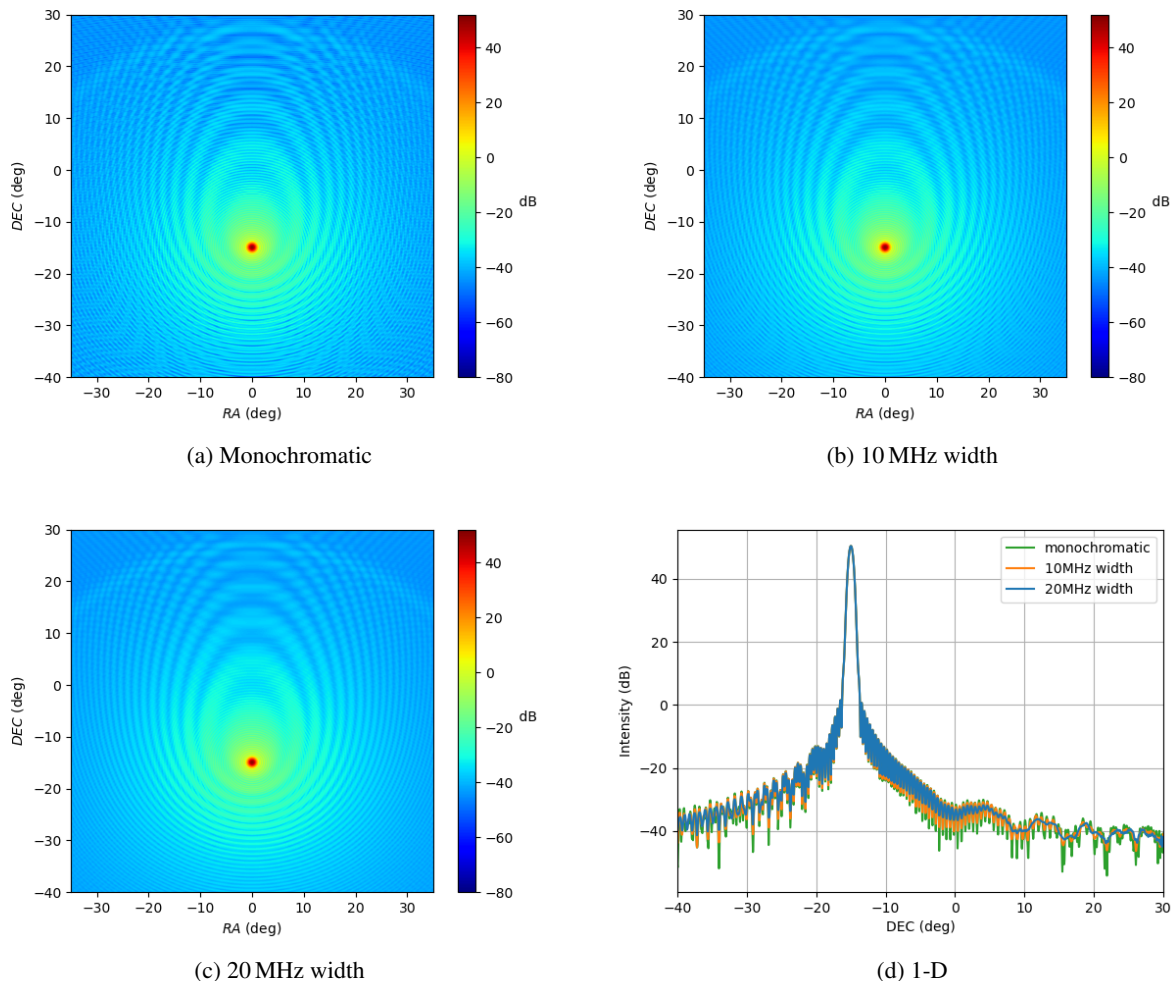 30
20
10
0
−10
−20
−30
−40
DEC (deg)
−30 −20 −10 0 10 20 30
RA (deg)
40
20
0
−20
−40
−60
−80
dB
(a) Monochromatic
30
20
10
0
−10
−20
−30
−40
DEC (deg)
−30 −20 −10 0 10 20 30
RA (deg)
40
20
0
−20
−40
−60
−80
dB
(b) 10 MHz width
30
20
10
0
−10
−20
−30
−40
DEC (deg)
−30 −20 −10 0 10 20 30
RA (deg)
40
20
0
−20
−40
−60
−80
dB
(c) 20 MHz width
monochromatic
10MHz width
20MHz width
40
20
0
−20
−40
Intensity (dB)
−40 −30 −20 −10 0 10 20 30
DEC (deg)
(d) 1-D